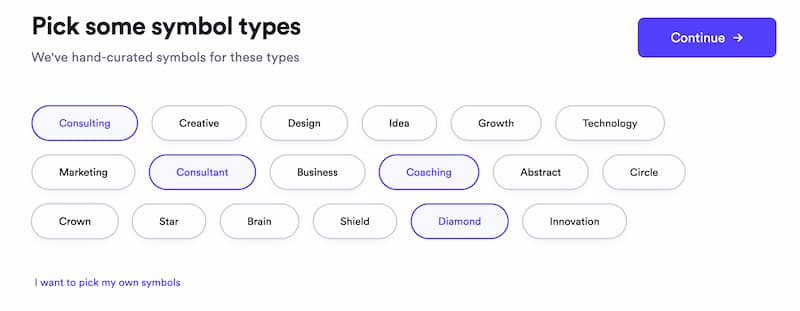 Pick some symbol types
Continue →
We've hand-curated symbols for these types
Consulting Creative Design Idea Growth Technology
Marketing Consultant Business Coaching Abstract Circle
Crown Star Brain Shield Diamond Innovation
I want to pick my own symbols